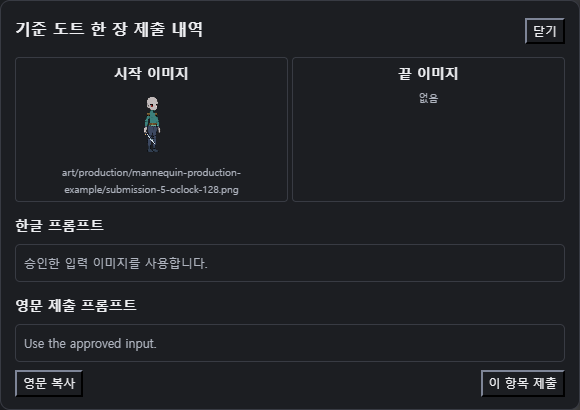 기준 도트 한 장 제출 내역
닫기
시작 이미지
art/production/mannequin-production-
example/submission-5-oclock-128.png
끝 이미지
없음
한글 프롬프트
승인한 입력 이미지를 사용합니다.
영문 제출 프롬프트
Use the approved input.
영문 복사
이 항목 제출